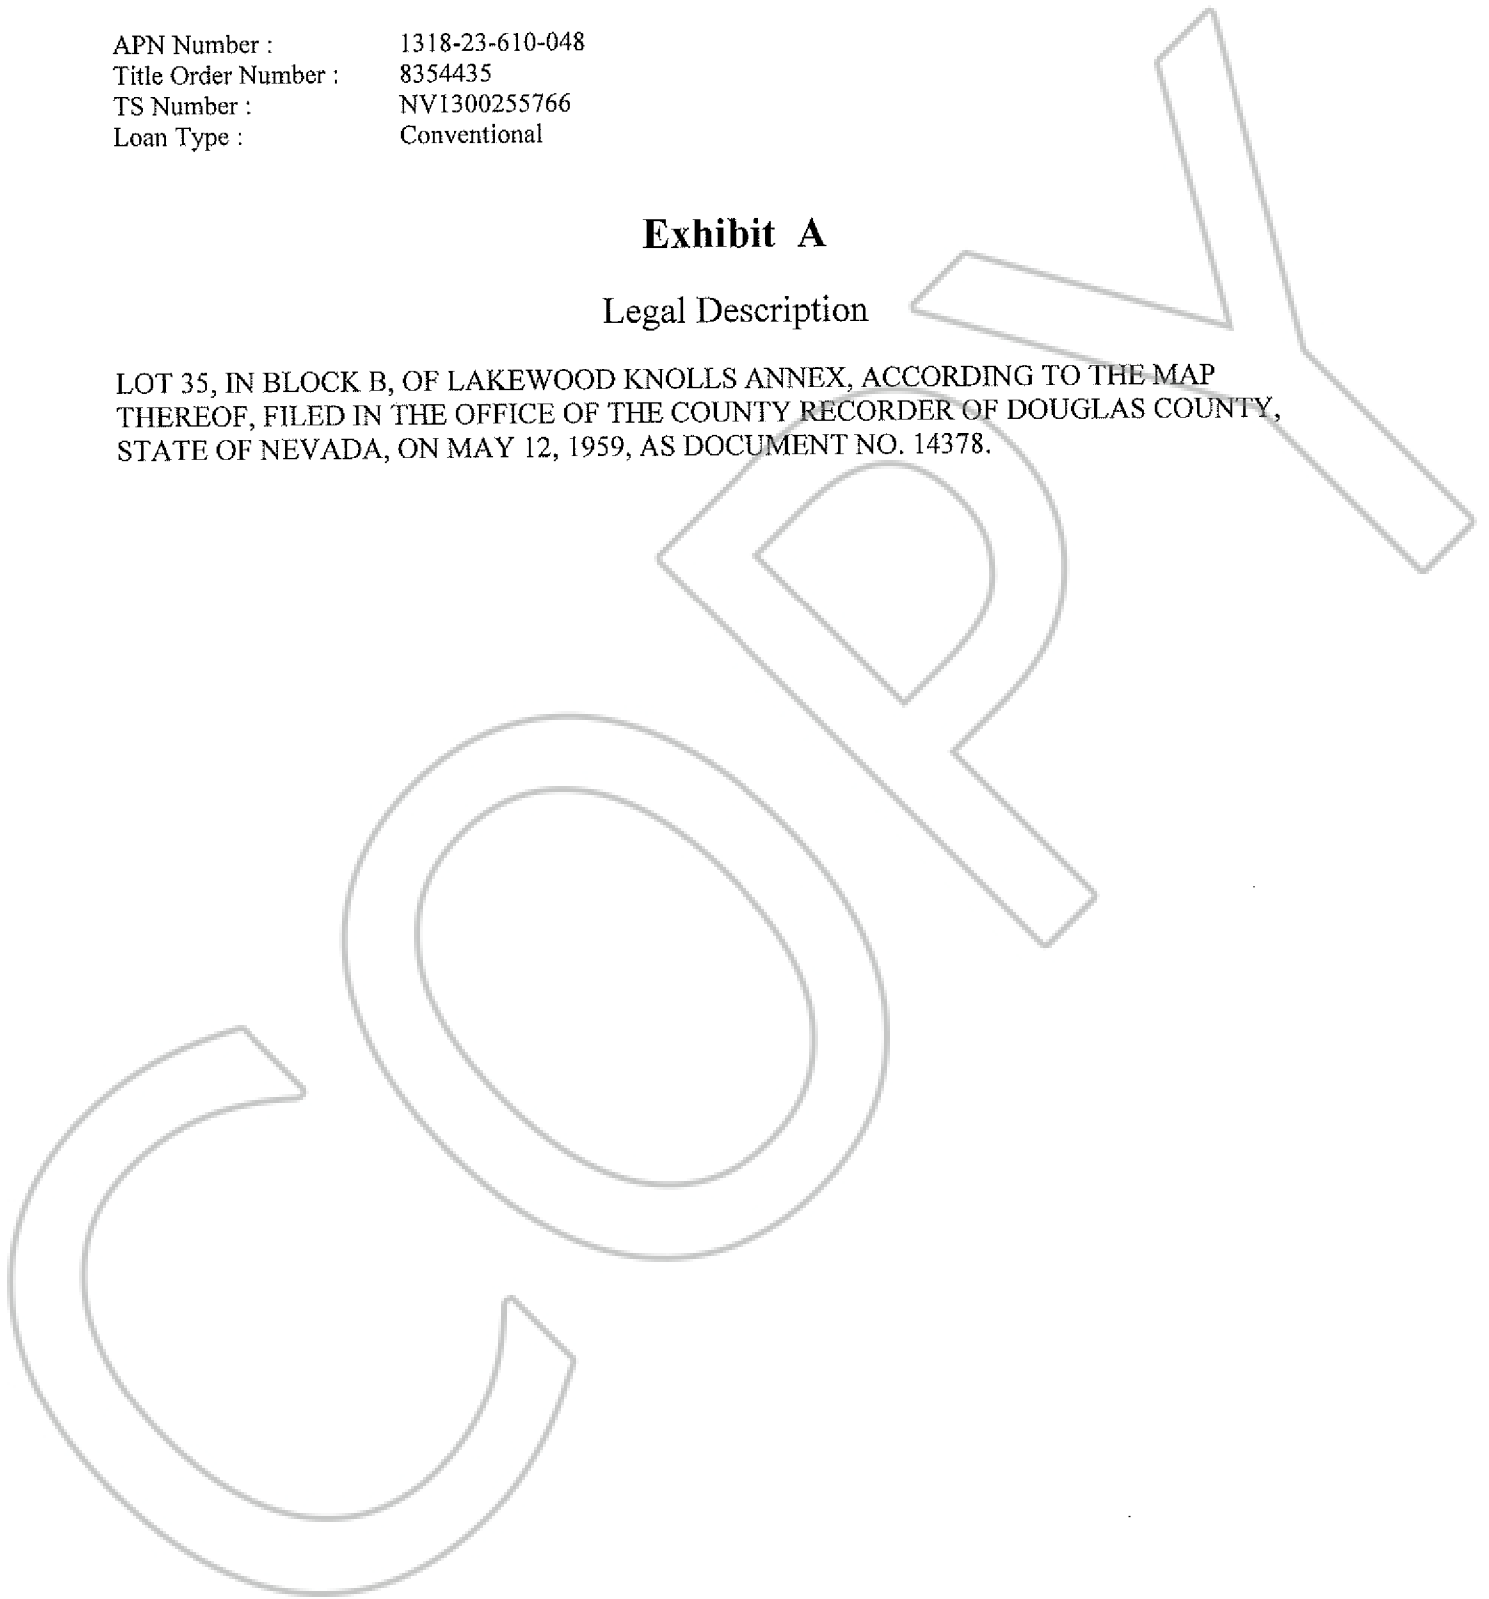 APN Number : 1318-23-610-048
Title Order Number : 8354435
TS Number : NV1300255766
Loan Type : Conventional
Exhibit A
Legal Description
LOT 35, IN BLOCK B, OF LAKEWOOD KNOLLS ANNEX, ACCORDING TO THE MAP
THEREOF, FILED IN THE OFFICE OF THE COUNTY RECORDER OF DOUGLAS COUNTY,
STATE OF NEVADA, ON MAY 12, 1959, AS DOCUMENT NO. 14378.
COPY